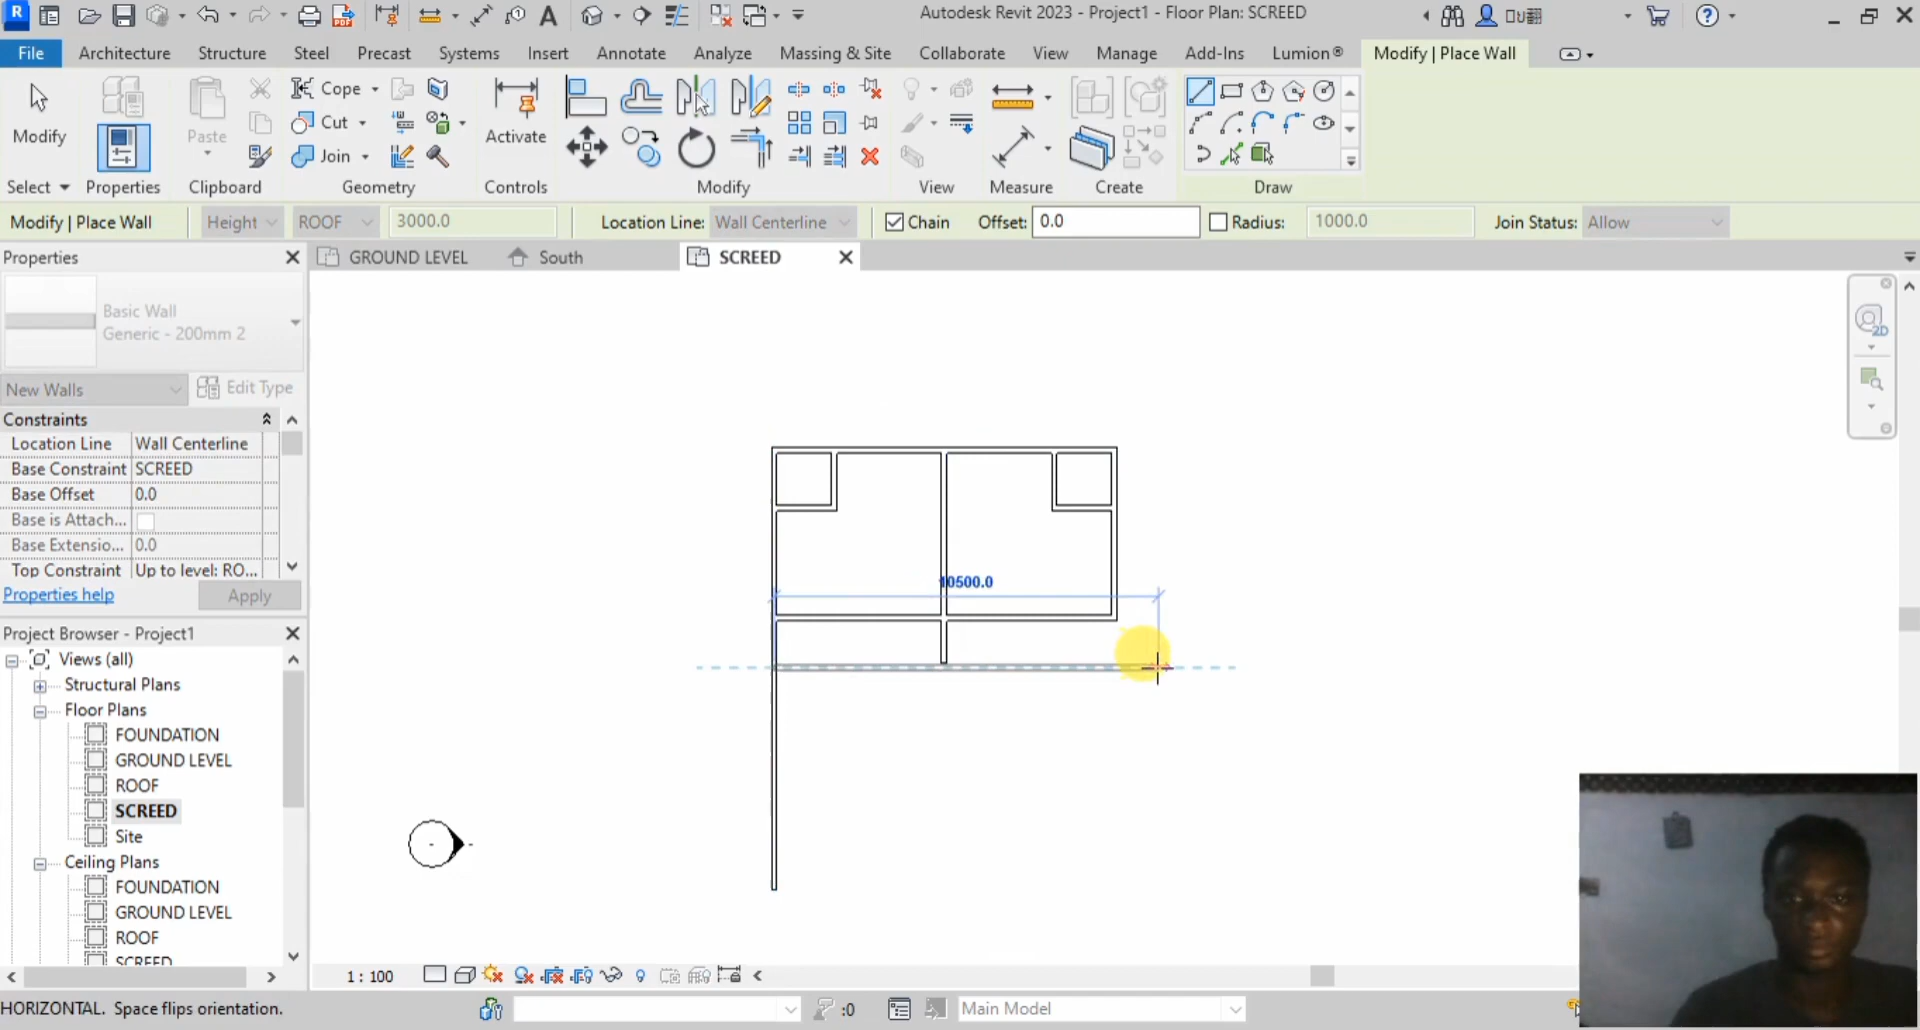 Autodesk Revit 2023 - Project1 - Floor Plan: SCREED
File Architecture Structure Steel Precast Systems Insert Annotate Analyze Massing & Site Collaborate View Manage Add-Ins Lumion® Modify | Place Wall
Modify
Cope
Cut
Join
Paste
Activate
Select Properties Clipboard Geometry Controls Modify View Measure Create Draw
Modify | Place Wall Height ROOF 3000.0 Location Line: Wall Centerline Chain Offset: 0.0 Radius: 1000.0 Join Status: Allow
Properties
GROUND LEVEL South SCREED
Basic Wall
Generic - 200mm 2
New Walls Edit Type
Constraints
Location Line Wall Centerline
Base Constraint SCREED
Base Offset 0.0
Base is Attach...
Base Extensio... 0.0
Top Constraint Up to level: RO...
Properties help Apply
Project Browser - Project1
Views (all)
Structural Plans
Floor Plans
FOUNDATION
GROUND LEVEL
ROOF
SCREED
Site
Ceiling Plans
FOUNDATION
GROUND LEVEL
ROOF
SCREED
10500.0
2D
1 : 100
HORIZONTAL. Space flips orientation.
:0
Main Model